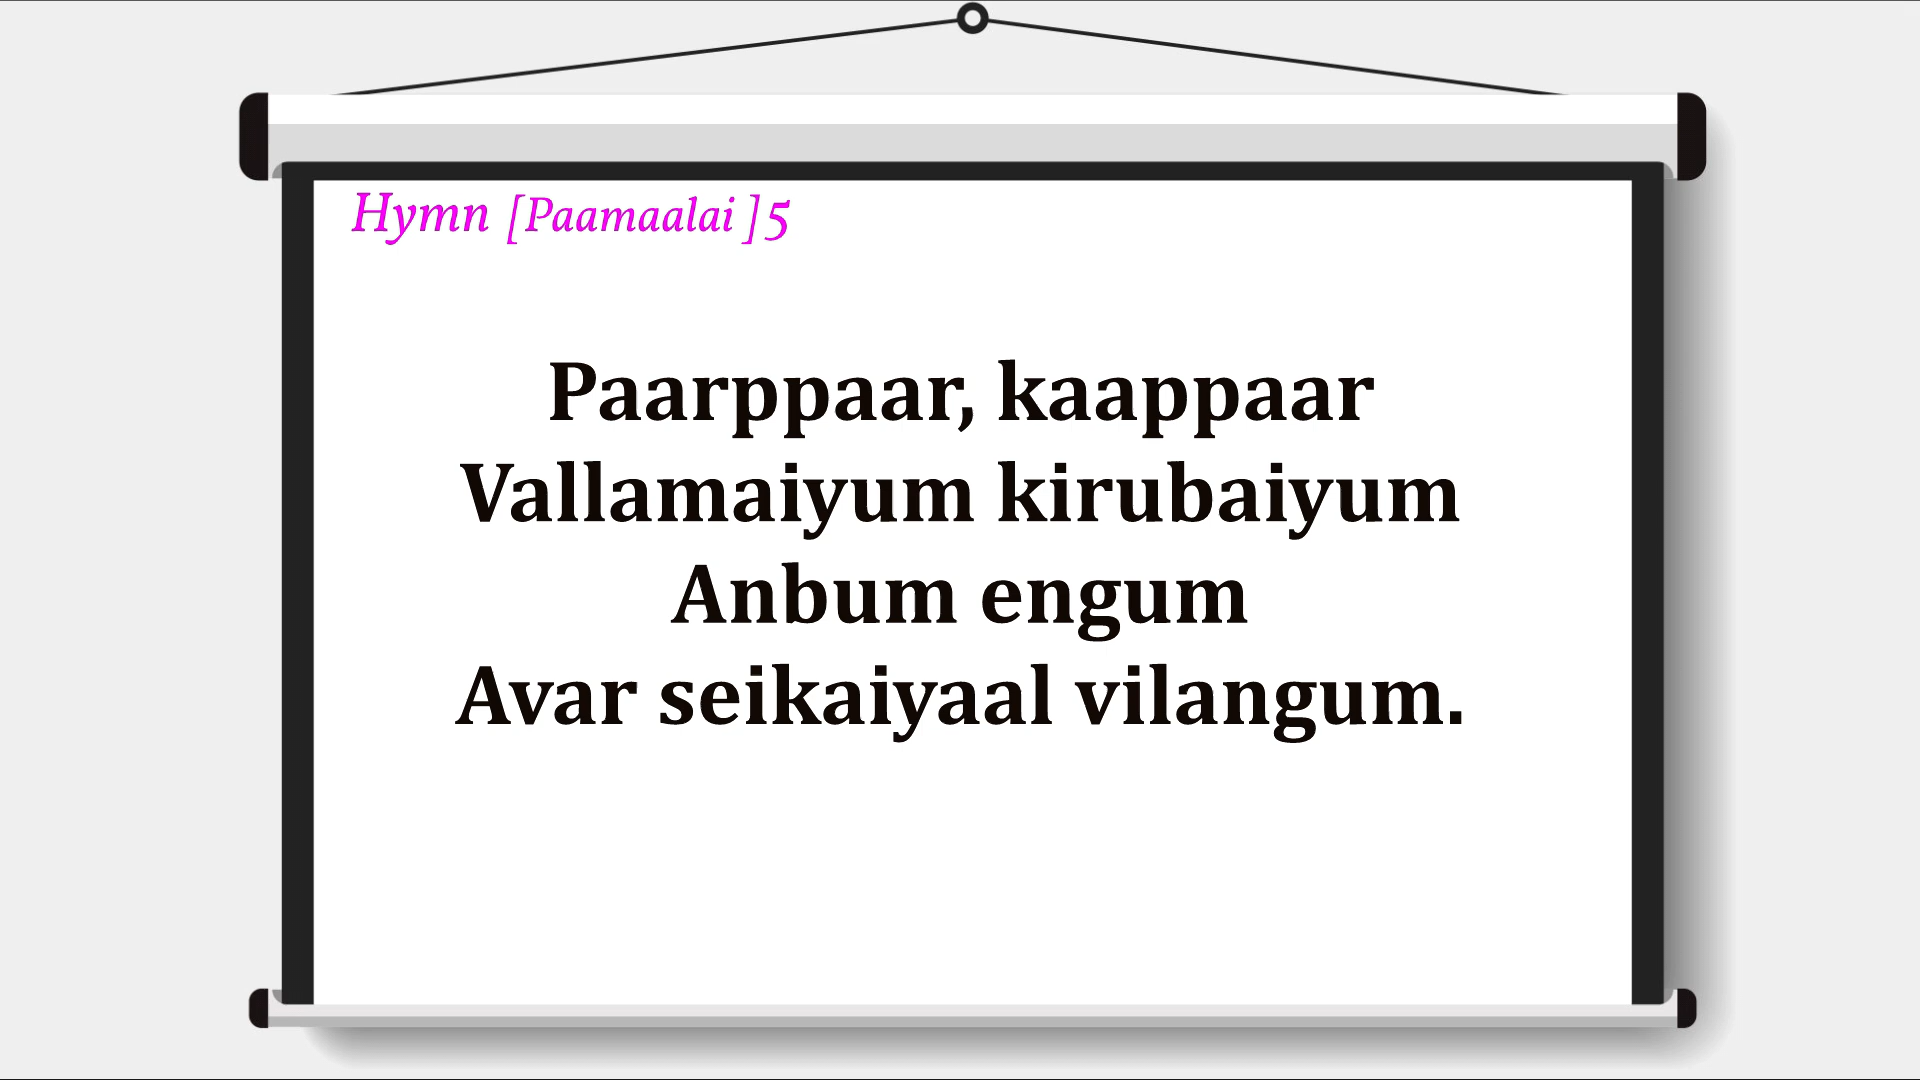 Hymn [Paamaalai ]5
Paarppaar, kaappaar
Vallamaiyum kirubaiyum
Anbum engum
Avar seikaiyaal vilangum.